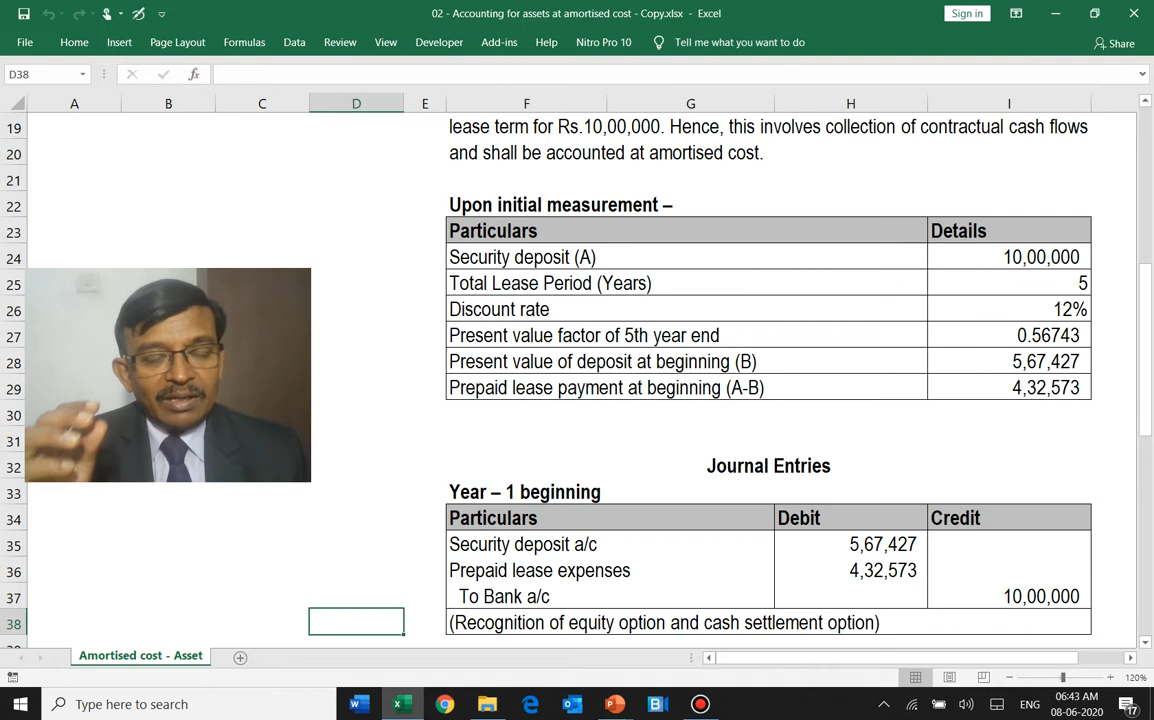 02 - Accounting for assets at amortised cost - Copy.xlsx - Excel
Sign in
File Home Insert Page Layout Formulas Data Review View Developer Add-ins Help Nitro Pro 10 Tell me what you want to do Share
D38 fx
A B C D E F G H I
19 lease term for Rs.10,00,000. Hence, this involves collection of contractual cash flows
20 and shall be accounted at amortised cost.
21
22 Upon initial measurement –
23 Particulars Details
24 Security deposit (A) 10,00,000
25 Total Lease Period (Years) 5
26 Discount rate 12%
27 Present value factor of 5th year end 0.56743
28 Present value of deposit at beginning (B) 5,67,427
29 Prepaid lease payment at beginning (A-B) 4,32,573
30
31
32 Journal Entries
33 Year – 1 beginning
34 Particulars Debit Credit
35 Security deposit a/c 5,67,427
36 Prepaid lease expenses 4,32,573
37 To Bank a/c 10,00,000
38 (Recognition of equity option and cash settlement option)
Amortised cost - Asset
120%
Type here to search
ENG
06:43 AM
08-06-2020
17